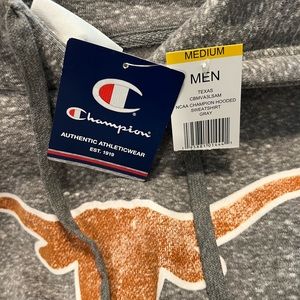 Champion
AUTHENTIC ATHLETICWEAR
EST. 1919
MEDIUM
MEN
TEXAS
NCAA CHAMPION HOODED
SWEATSHIRT
GRAY